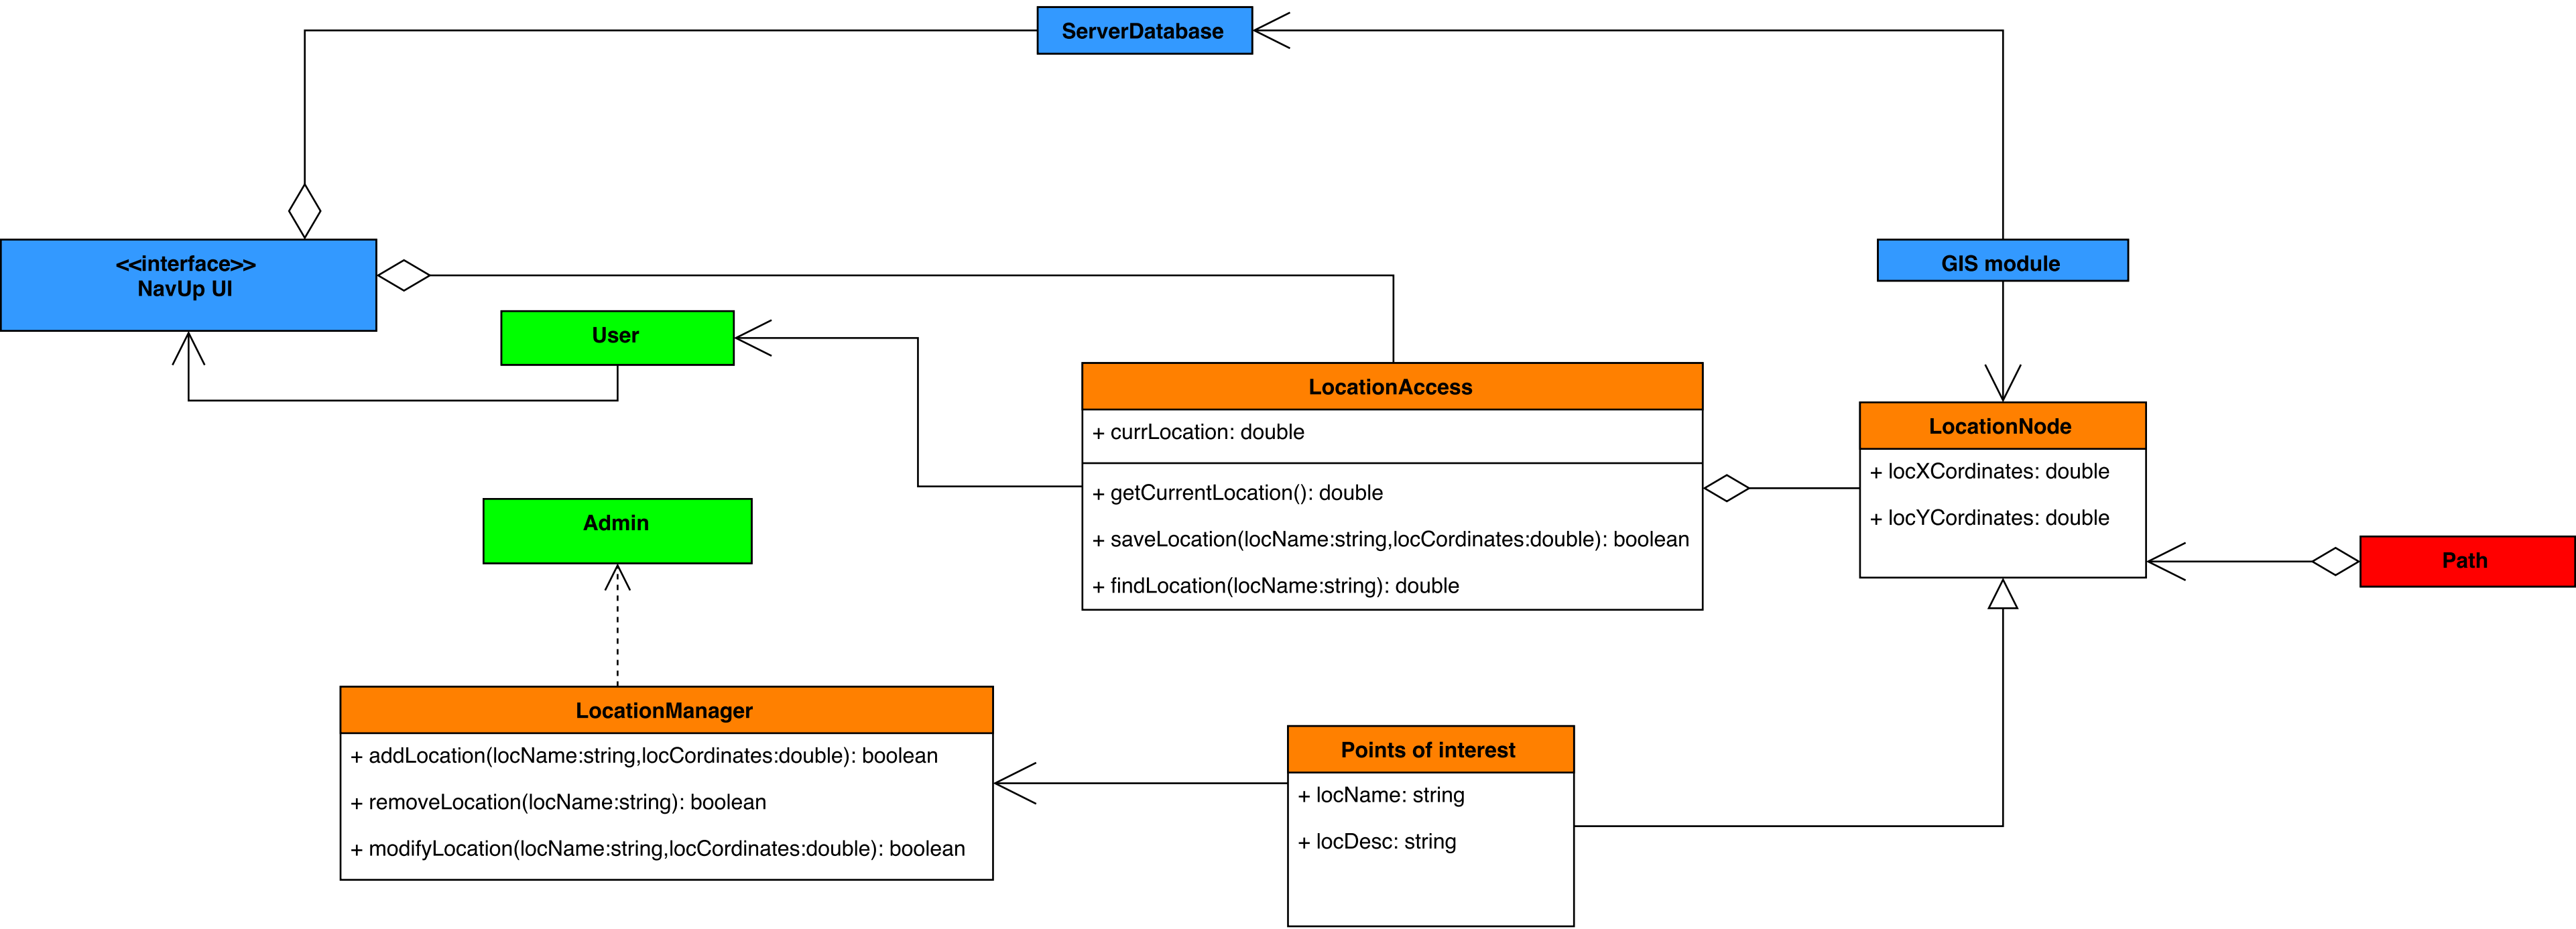 ServerDatabase
<<interface>>
NavUp UI
GIS module
User
LocationAccess
+ currLocation: double
+ getCurrentLocation(): double
+ saveLocation(locName:string,locCordinates:double): boolean
+ findLocation(locName:string): double
LocationNode
+ locXCordinates: double
+ locYCordinates: double
Admin
Path
LocationManager
+ addLocation(locName:string,locCordinates:double): boolean
+ removeLocation(locName:string): boolean
+ modifyLocation(locName:string,locCordinates:double): boolean
Points of interest
+ locName: string
+ locDesc: string